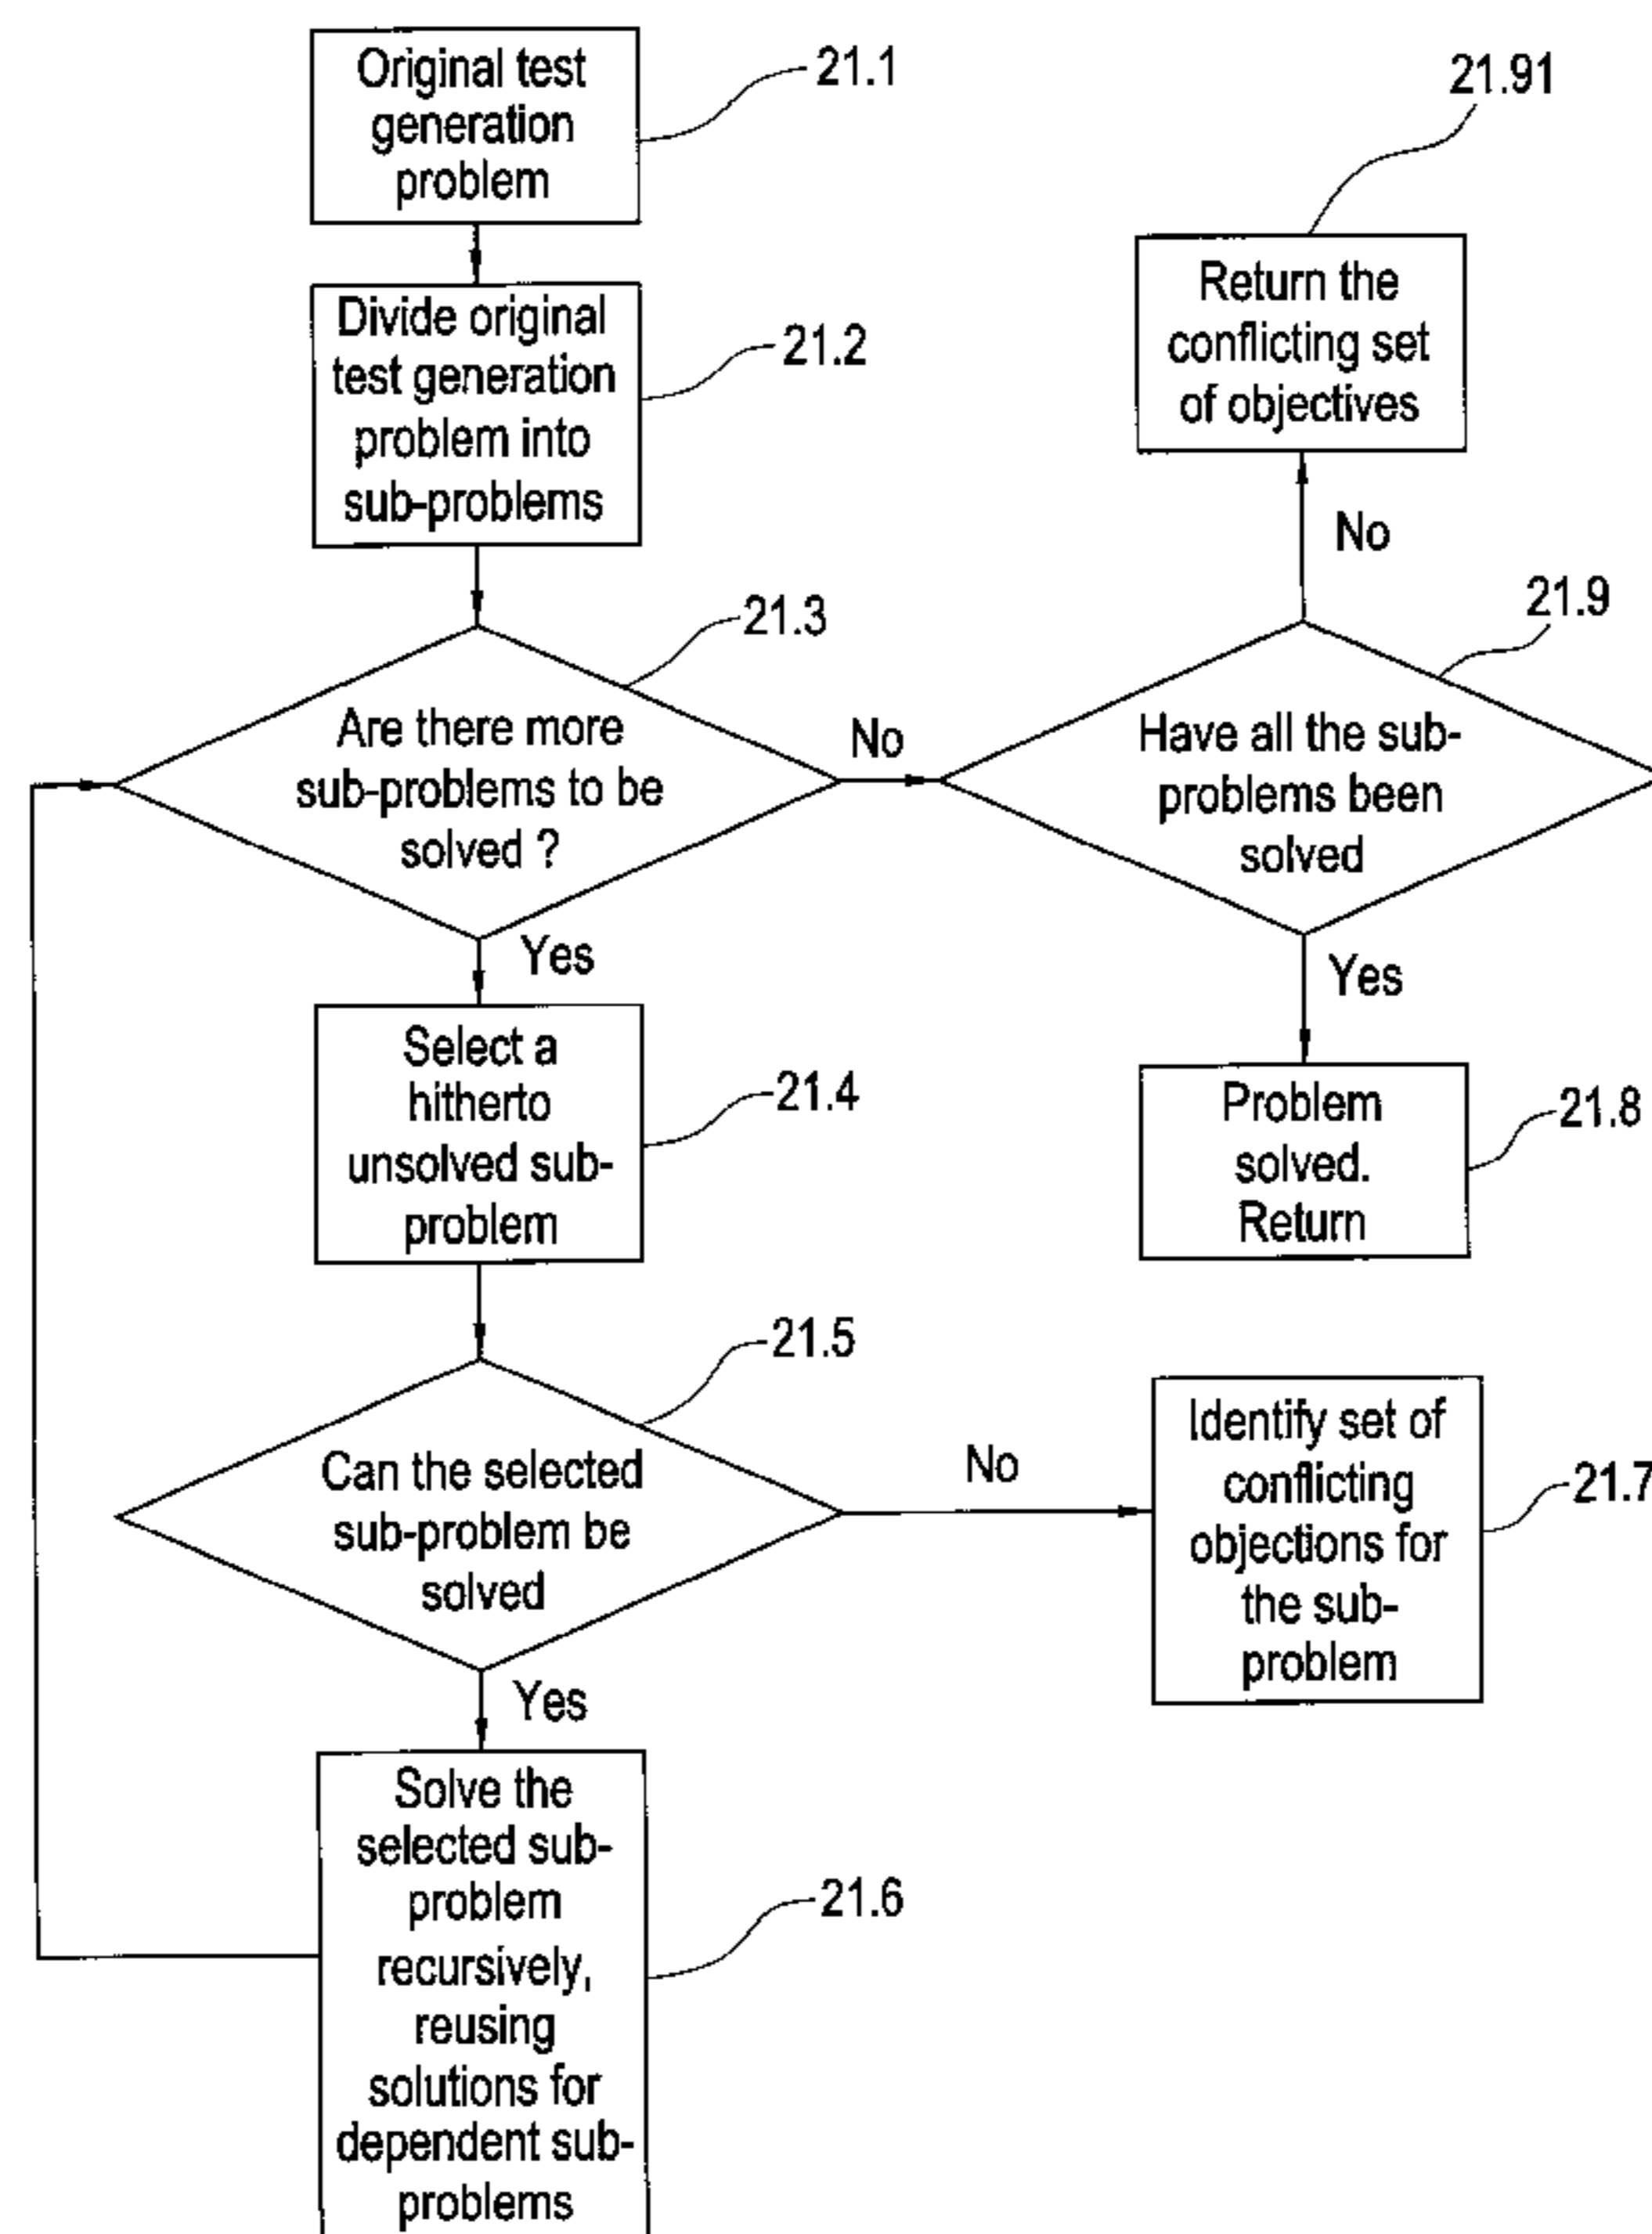 Original test
generation
problem
21.1
Divide original
test generation
problem into
sub-problems
21.2
Are there more
sub-problems to be
solved ?
21.3
No
Yes
Select a
hitherto
unsolved sub-
problem
21.4
Can the selected
sub-problem be
solved
21.5
No
Yes
Solve the
selected sub-
problem
recursively,
reusing
solutions for
dependent sub-
problems
21.6
21.91
Return the
conflicting set
of objectives
No
21.9
Have all the sub-
problems been
solved
Yes
Problem
solved.
Return
21.8
Identify set of
conflicting
objections for
the sub-
problem
21.7